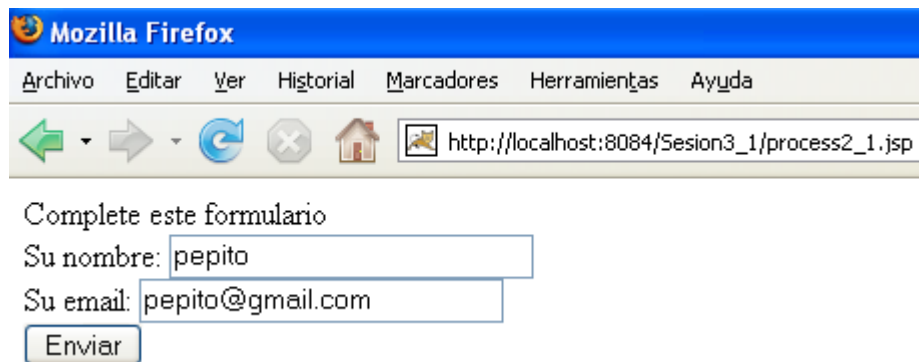 Mozilla Firefox
Archivo Editar Ver Historial Marcadores Herramientas Ayuda
http://localhost:8084/Sesion3_1/process2_1.jsp
Complete este formulario
Su nombre: pepito
Su email: pepito@gmail.com
Enviar